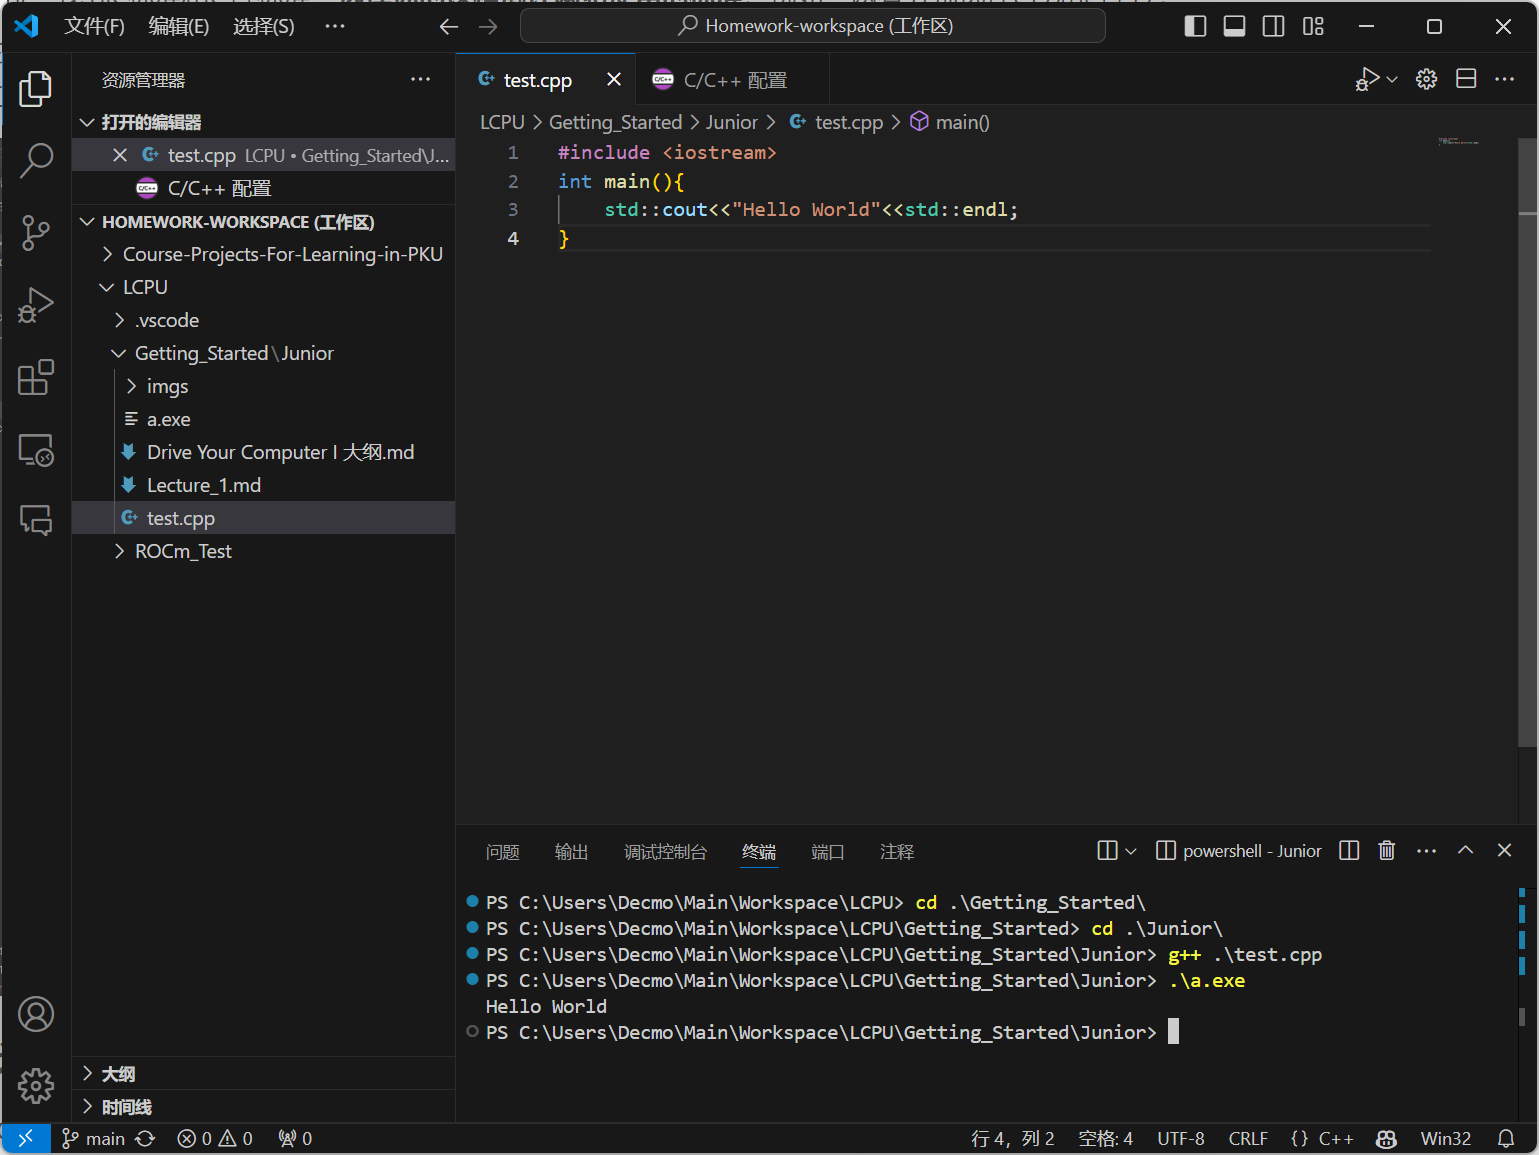 文件(F) 编辑(E) 选择(S) ··· Homework-workspace (工作区)
资源管理器
打开的编辑器
test.cpp LCPU • Getting_Started\J...
C/C++ 配置
HOMEWORK-WORKSPACE (工作区)
Course-Projects-For-Learning-in-PKU
LCPU
.vscode
Getting_Started\Junior
imgs
a.exe
Drive Your Computer I 大纲.md
Lecture_1.md
test.cpp
ROCm_Test
大纲
时间线
test.cpp C/C++ 配置
LCPU > Getting_Started > Junior > test.cpp > main()
1 #include <iostream>
2 int main(){
3 std::cout<<"Hello World"<<std::endl;
4 }
问题 输出 调试控制台 终端 端口 注释 powershell - Junior
PS C:\Users\Decmo\Main\Workspace\LCPU> cd .\Getting_Started\
PS C:\Users\Decmo\Main\Workspace\LCPU\Getting_Started> cd .\Junior\
PS C:\Users\Decmo\Main\Workspace\LCPU\Getting_Started\Junior> g++ .\test.cpp
PS C:\Users\Decmo\Main\Workspace\LCPU\Getting_Started\Junior> .\a.exe
Hello World
PS C:\Users\Decmo\Main\Workspace\LCPU\Getting_Started\Junior>
main 0 0 0 行 4，列 2 空格: 4 UTF-8 CRLF {} C++ Win32